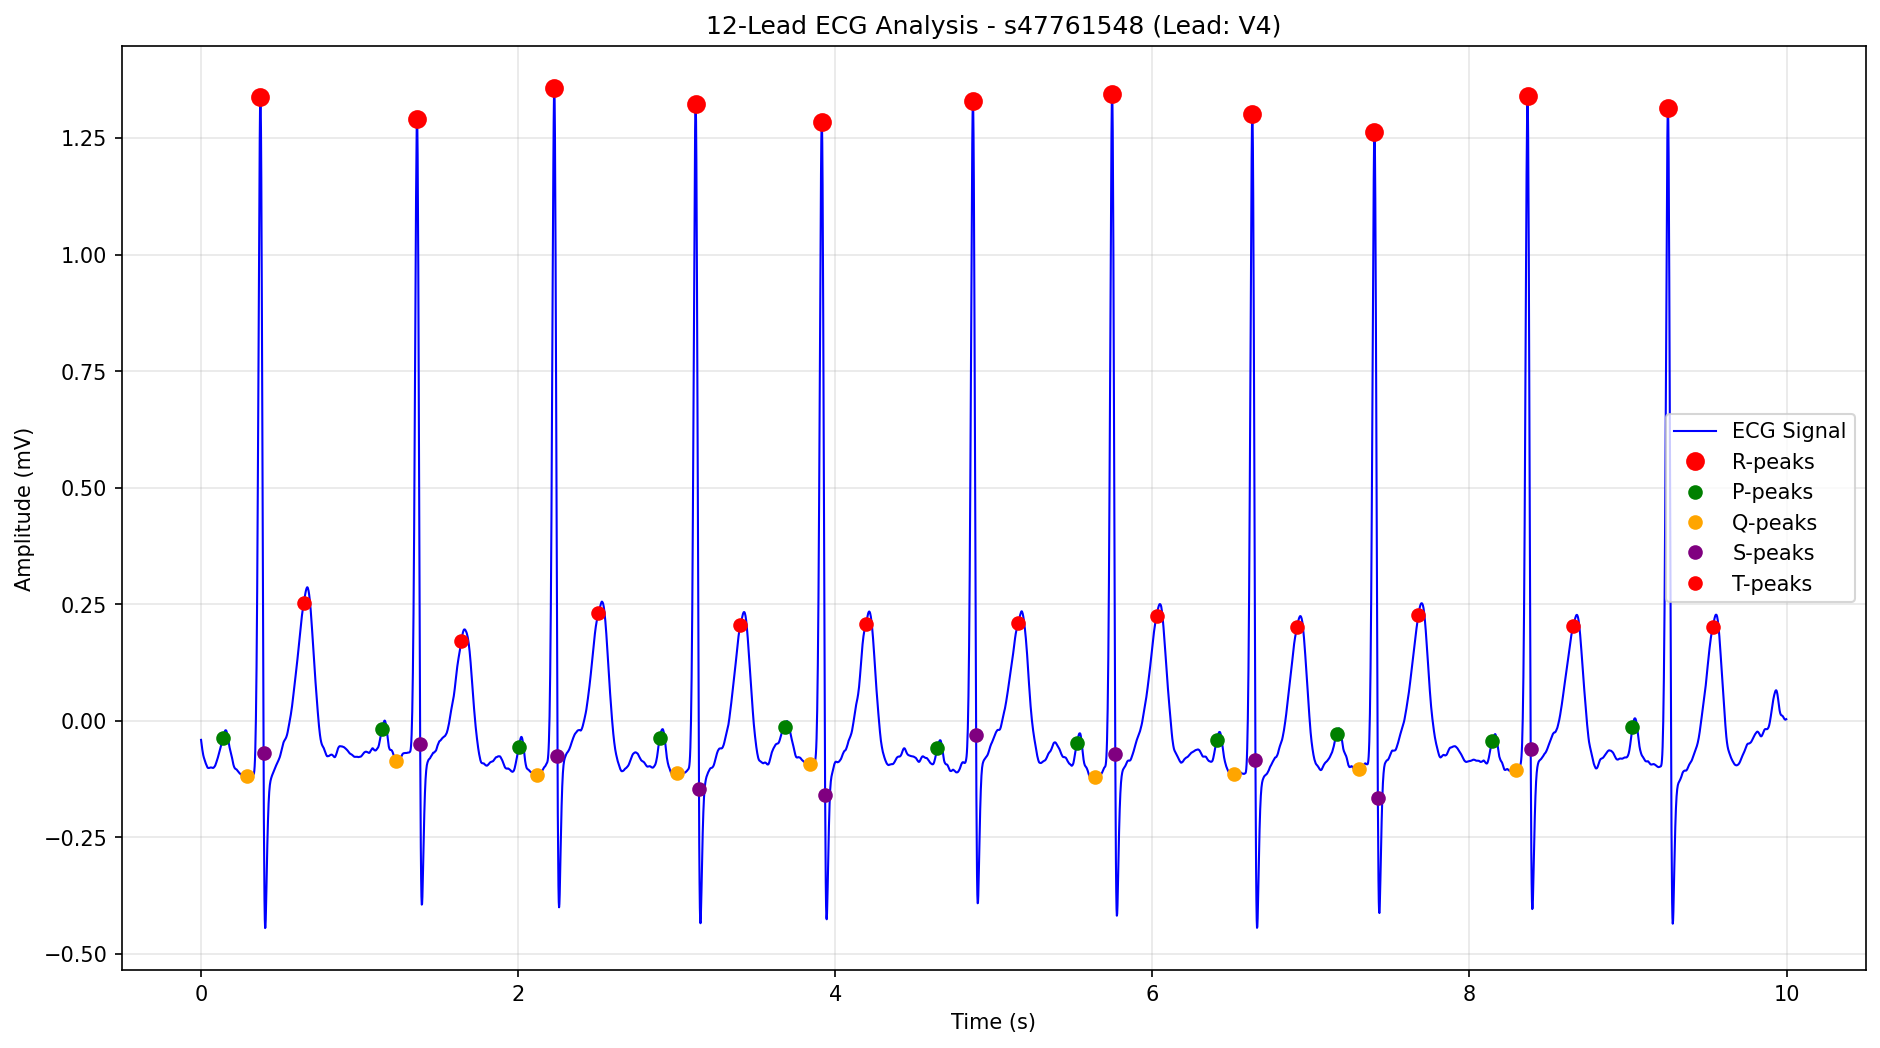 12-Lead ECG Analysis - s47761548 (Lead: V4)
Amplitude (mV)
1.25
1.00
0.75
0.50
0.25
0.00
−0.25
−0.50
ECG Signal
R-peaks
P-peaks
Q-peaks
S-peaks
T-peaks
0
2
4
6
8
10
Time (s)